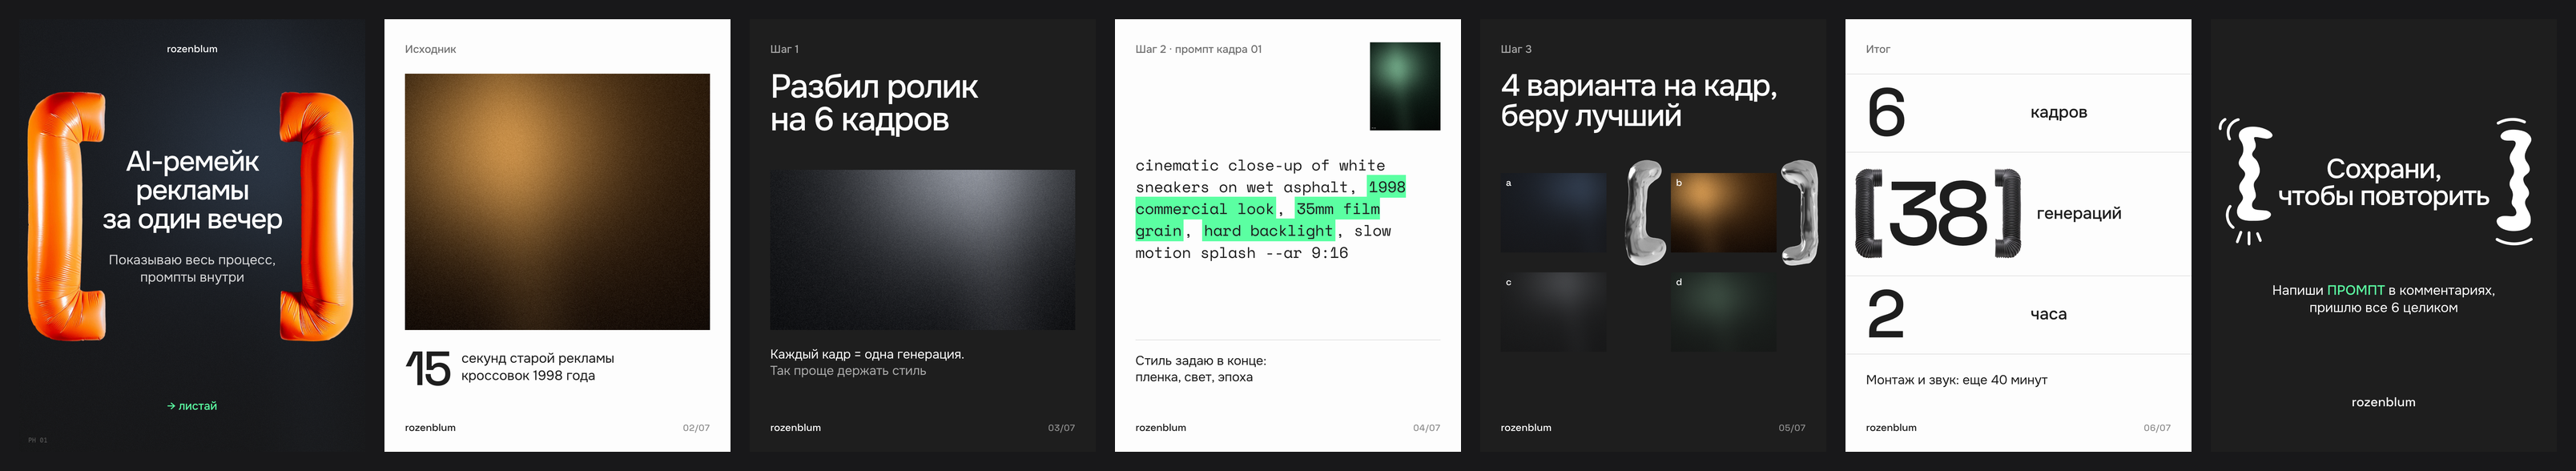 rozenblum
AI-ремейк
рекламы
за один вечер
Показываю весь процесс,
промпты внутри
→ листай
PH 01
Исходник
15
секунд старой рекламы
кроссовок 1998 года
rozenblum
02/07
Шаг 1
Разбил ролик
на 6 кадров
Каждый кадр = одна генерация.
Так проще держать стиль
rozenblum
03/07
Шаг 2 · промпт кадра 01
cinematic close-up of white
sneakers on wet asphalt, 1998
commercial look, 35mm film
grain, hard backlight, slow
motion splash --ar 9:16
Стиль задаю в конце:
пленка, свет, эпоха
rozenblum
04/07
Шаг 3
4 варианта на кадр,
беру лучший
a
b
c
d
rozenblum
05/07
Итог
6 кадров
[38] генераций
2 часа
Монтаж и звук: еще 40 минут
rozenblum
06/07
Сохрани,
чтобы повторить
Напиши ПРОМПТ в комментариях,
пришлю все 6 целиком
rozenblum